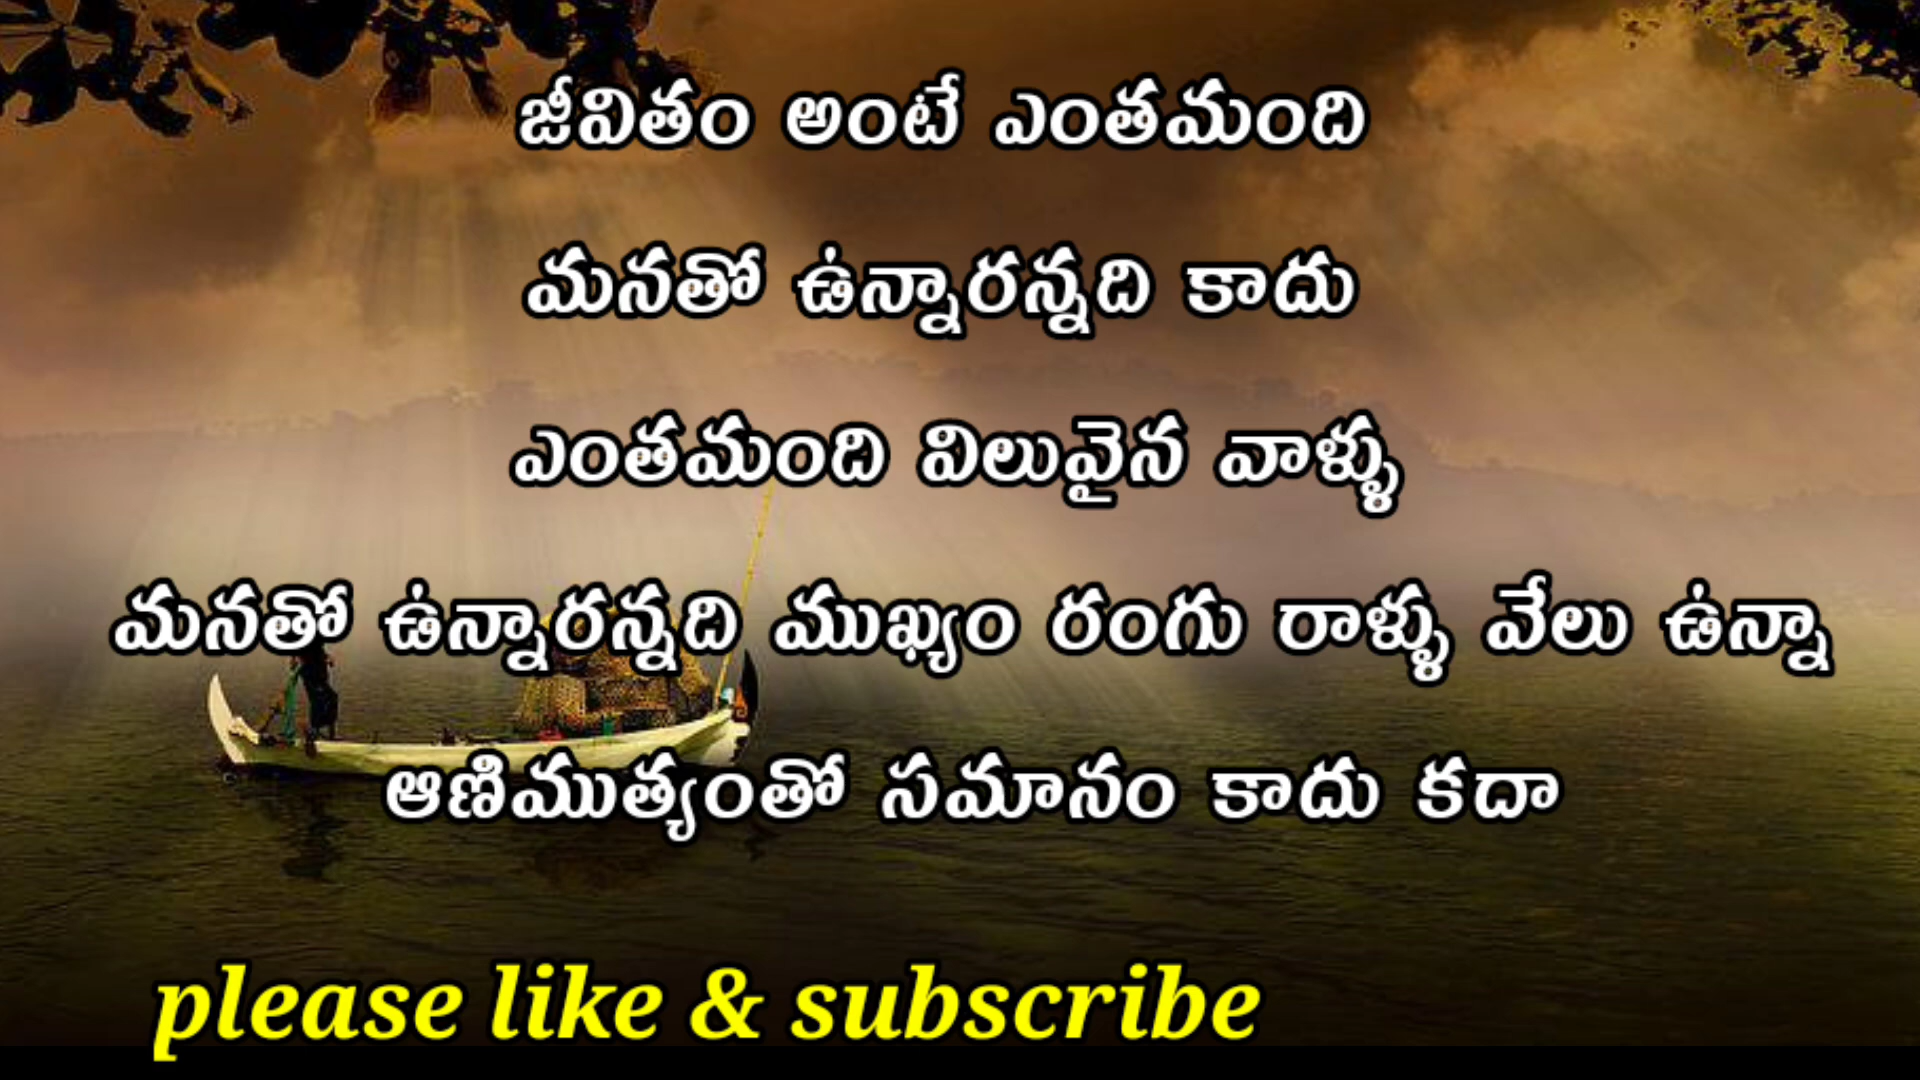 జీవితం అంటే ఎంతమంది
మనతో ఉన్నారన్నది కాదు
ఎంతమంది విలువైన వాళ్ళు
మనతో ఉన్నారన్నది ముఖ్యం రంగు రాళ్ళు వేలు ఉన్నా
ఆణిముత్యంతో సమానం కాదు కదా
please like & subscribe